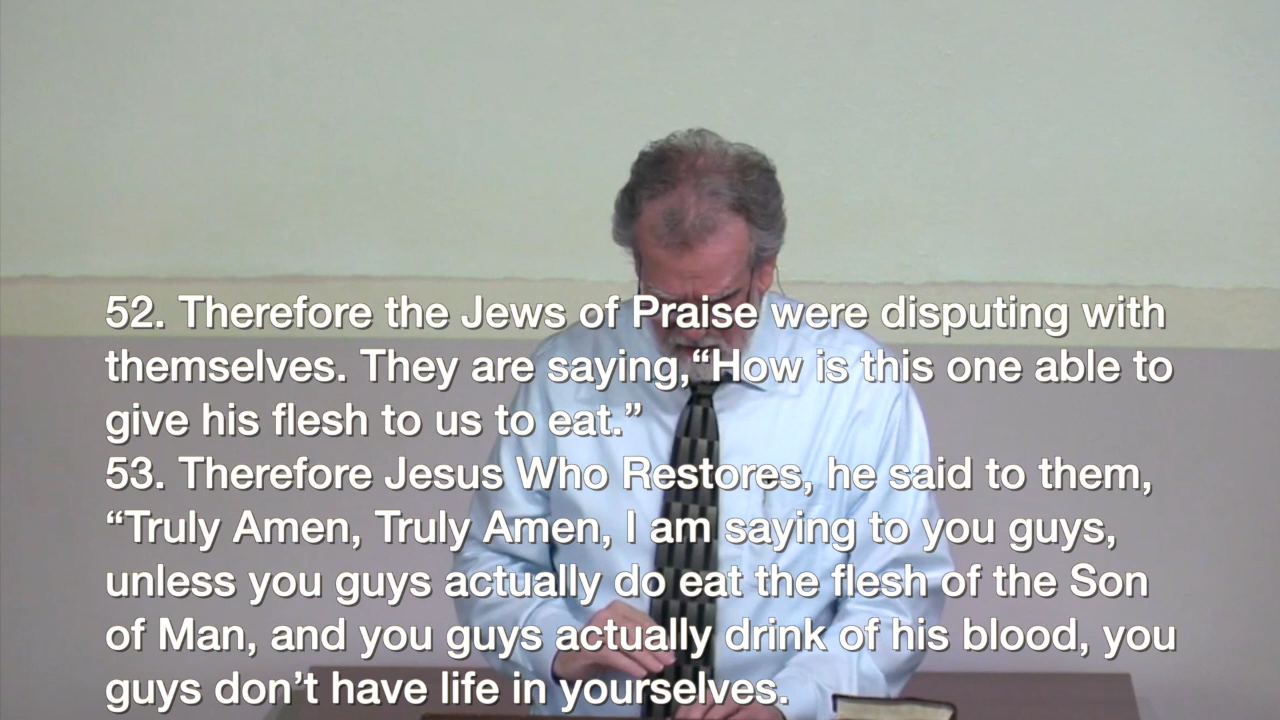 52. Therefore the Jews of Praise were disputing with
themselves. They are saying,“How is this one able to
give his flesh to us to eat.”
53. Therefore Jesus Who Restores, he said to them,
“Truly Amen, Truly Amen, I am saying to you guys,
unless you guys actually do eat the flesh of the Son
of Man, and you guys actually drink of his blood, you
guys don’t have life in yourselves.